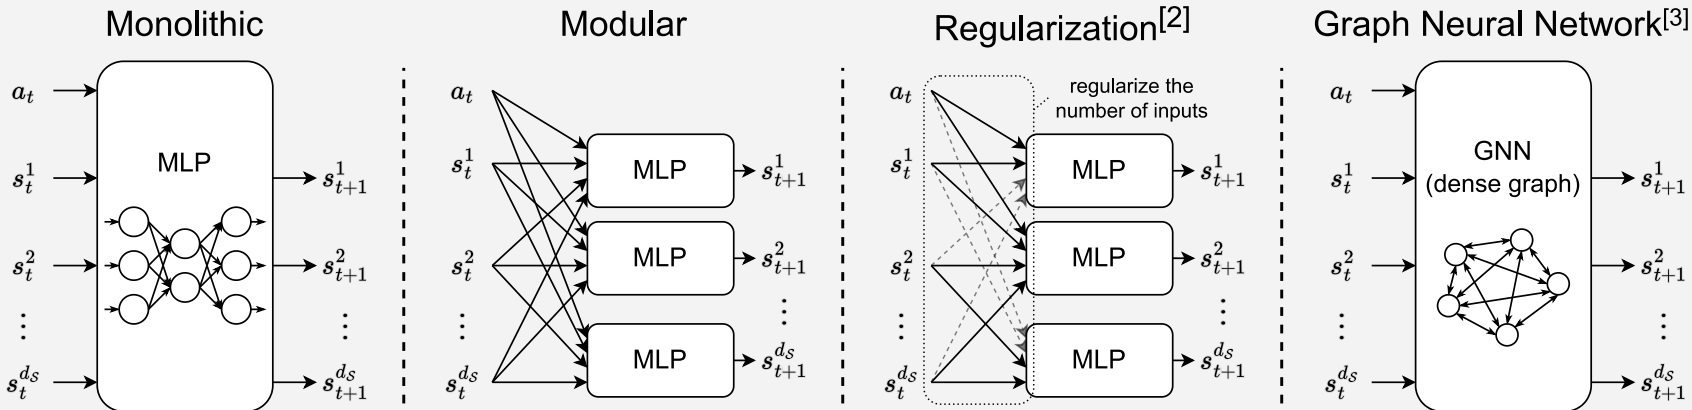 Monolithic
a_t
s_t^1
s_t^2
⋮
s_t^{d_S}
MLP
s_{t+1}^1
s_{t+1}^2
⋮
s_{t+1}^{d_S}
Modular
a_t
s_t^1
s_t^2
⋮
s_t^{d_S}
MLP
MLP
MLP
s_{t+1}^1
s_{t+1}^2
⋮
s_{t+1}^{d_S}
Regularization[2]
regularize the
number of inputs
a_t
s_t^1
s_t^2
⋮
s_t^{d_S}
MLP
MLP
MLP
s_{t+1}^1
s_{t+1}^2
⋮
s_{t+1}^{d_S}
Graph Neural Network[3]
a_t
s_t^1
s_t^2
⋮
s_t^{d_S}
GNN
(dense graph)
s_{t+1}^1
s_{t+1}^2
⋮
s_{t+1}^{d_S}